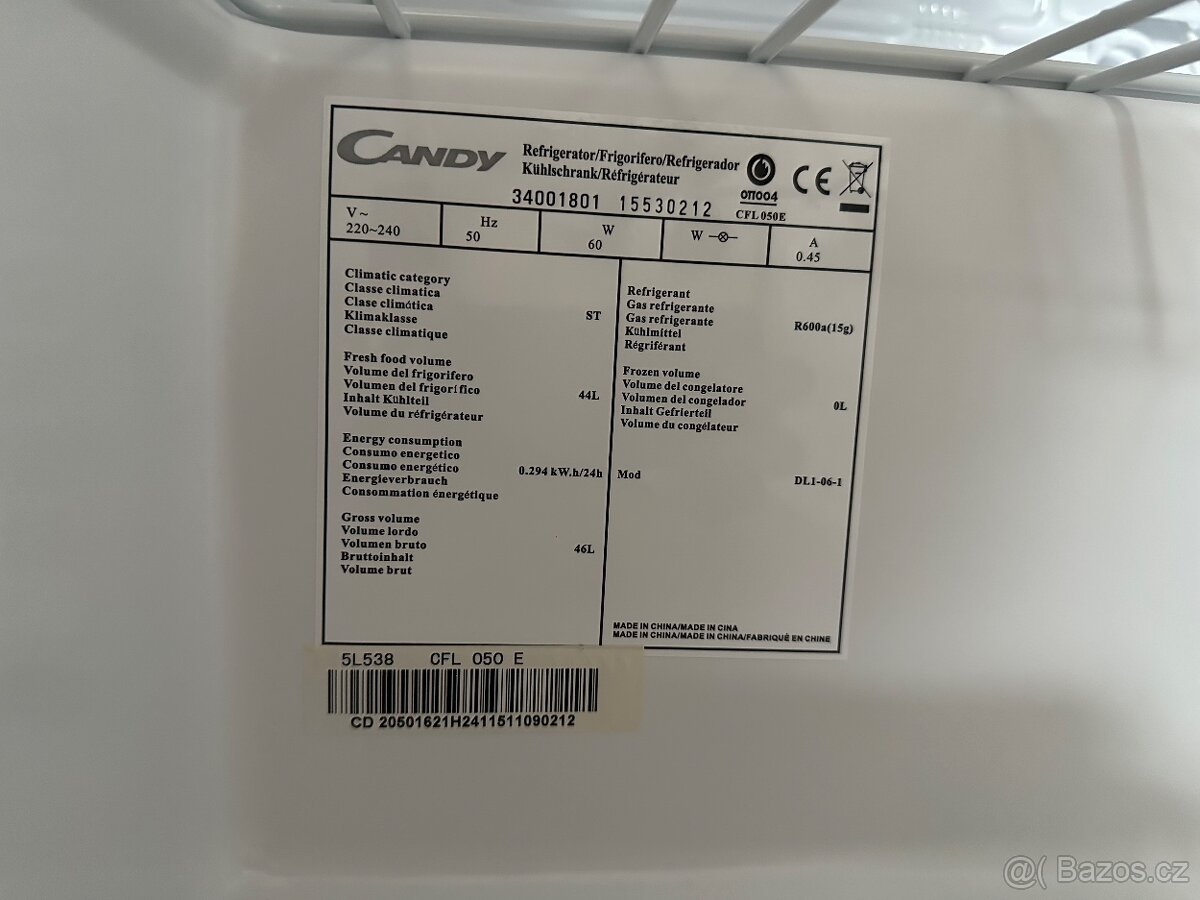 CANDY
Refrigerator/Frigorifero/Refrigerador
Kühlschrank/Réfrigérateur
34001801 15530212
011004
CFL 050E
CE
V~
220~240
Hz
50
W
60
W
A
0.45
Climatic category
Classe climatica
Clase climática
Klimaklasse
Classe climatique
ST
Fresh food volume
Volume del frigorifero
Volumen del frigorífico
Inhalt Kühlteil
Volume du réfrigérateur
44L
Energy consumption
Consumo energetico
Consumo energético
Energieverbrauch
Consommation énergétique
0.294 kW.h/24h
Gross volume
Volume lordo
Volumen bruto
Bruttoinhalt
Volume brut
46L
Refrigerant
Gas refrigerante
Gas refrigerante
Kühlmittel
Régriférant
R600a(15g)
Frozen volume
Volume del congelatore
Volumen del congelador
Inhalt Gefrierteil
Volume du congélateur
0L
Mod
DL1-06-1
MADE IN CHINA/MADE IN CINA
MADE IN CHINA/MADE IN CHINA/FABRIQUÉ EN CHINE
5L538 CFL 050 E
CD 20501621H2411511090212
@( Bazos.cz